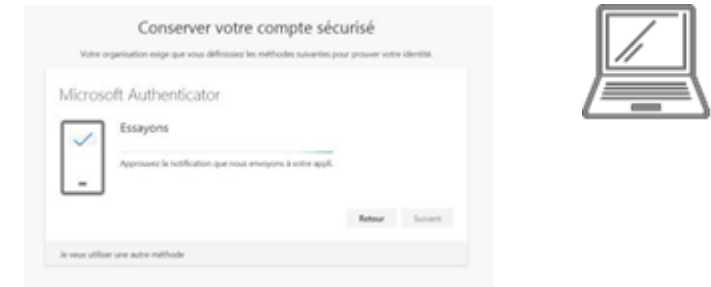 Conserver votre compte sécurisé
Votre organisation exige que vous définissiez les méthodes suivantes pour prouver votre identité.
Microsoft Authenticator
Essayons
Approuvez la notification que nous envoyons à votre appli.
Retour Suivant
Je veux utiliser une autre méthode